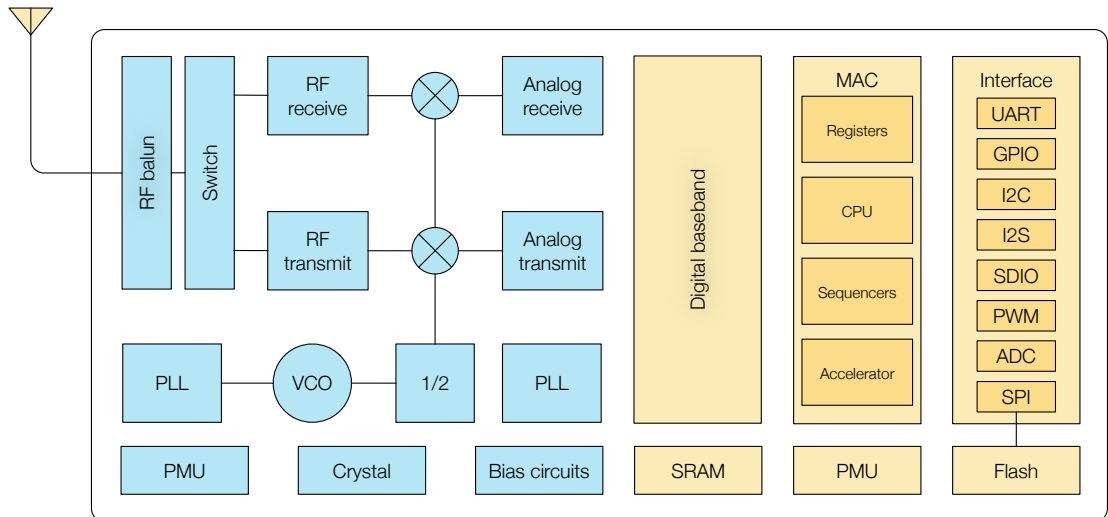 RF balun
Switch
RF
receive
Analog
receive
RF
transmit
Analog
transmit
PLL
VCO
1/2
PLL
PMU
Crystal
Bias circuits
Digital baseband
SRAM
MAC
Registers
CPU
Sequencers
Accelerator
PMU
Interface
UART
GPIO
I2C
I2S
SDIO
PWM
ADC
SPI
Flash